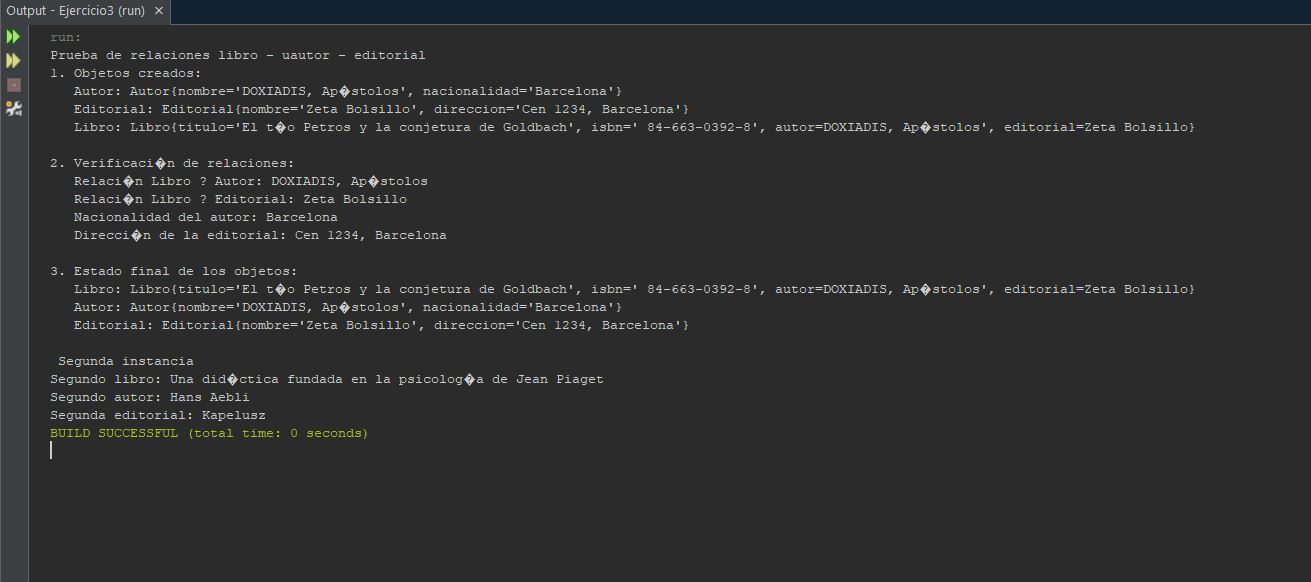 Output - Ejercicio3 (run) ×
run:
Prueba de relaciones libro - uautor - editorial
1. Objetos creados:
   Autor: Autor{nombre='DOXIADIS, Ap�stolos', nacionalidad='Barcelona'}
   Editorial: Editorial{nombre='Zeta Bolsillo', direccion='Cen 1234, Barcelona'}
   Libro: Libro{titulo='El t�o Petros y la conjetura de Goldbach', isbn=' 84-663-0392-8', autor=DOXIADIS, Ap�stolos', editorial=Zeta Bolsillo}

2. Verificaci�n de relaciones:
   Relaci�n Libro ? Autor: DOXIADIS, Ap�stolos
   Relaci�n Libro ? Editorial: Zeta Bolsillo
   Nacionalidad del autor: Barcelona
   Direcci�n de la editorial: Cen 1234, Barcelona

3. Estado final de los objetos:
   Libro: Libro{titulo='El t�o Petros y la conjetura de Goldbach', isbn=' 84-663-0392-8', autor=DOXIADIS, Ap�stolos', editorial=Zeta Bolsillo}
   Autor: Autor{nombre='DOXIADIS, Ap�stolos', nacionalidad='Barcelona'}
   Editorial: Editorial{nombre='Zeta Bolsillo', direccion='Cen 1234, Barcelona'}

 Segunda instancia
Segundo libro: Una did�ctica fundada en la psicolog�a de Jean Piaget
Segundo autor: Hans Aebli
Segunda editorial: Kapelusz
BUILD SUCCESSFUL (total time: 0 seconds)